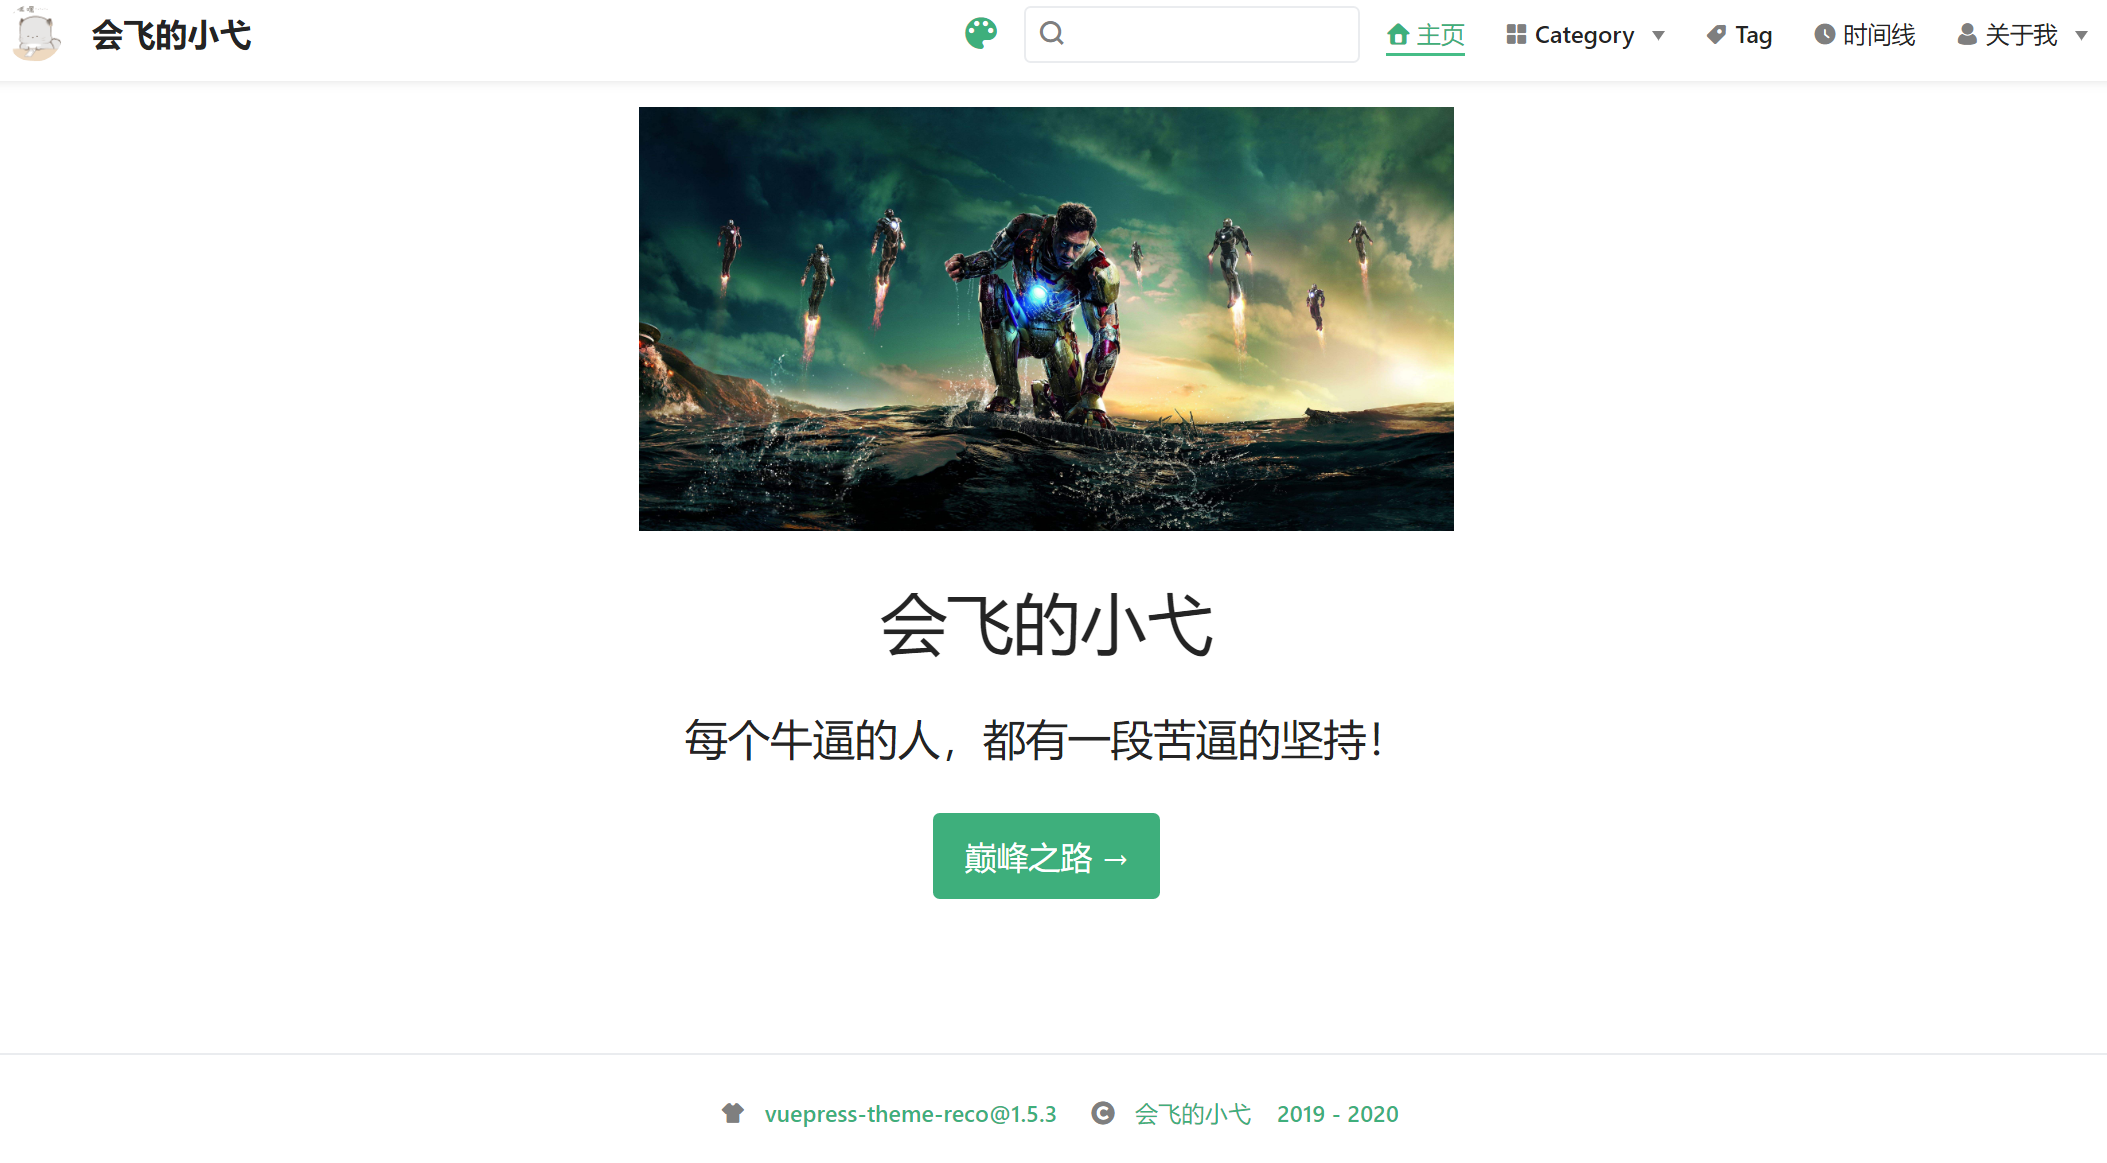 会飞的小弋
主页 Category Tag 时间线 关于我
会飞的小弋
每个牛逼的人，都有一段苦逼的坚持！
巅峰之路 →
vuepress-theme-reco@1.5.3 会飞的小弋 2019 - 2020